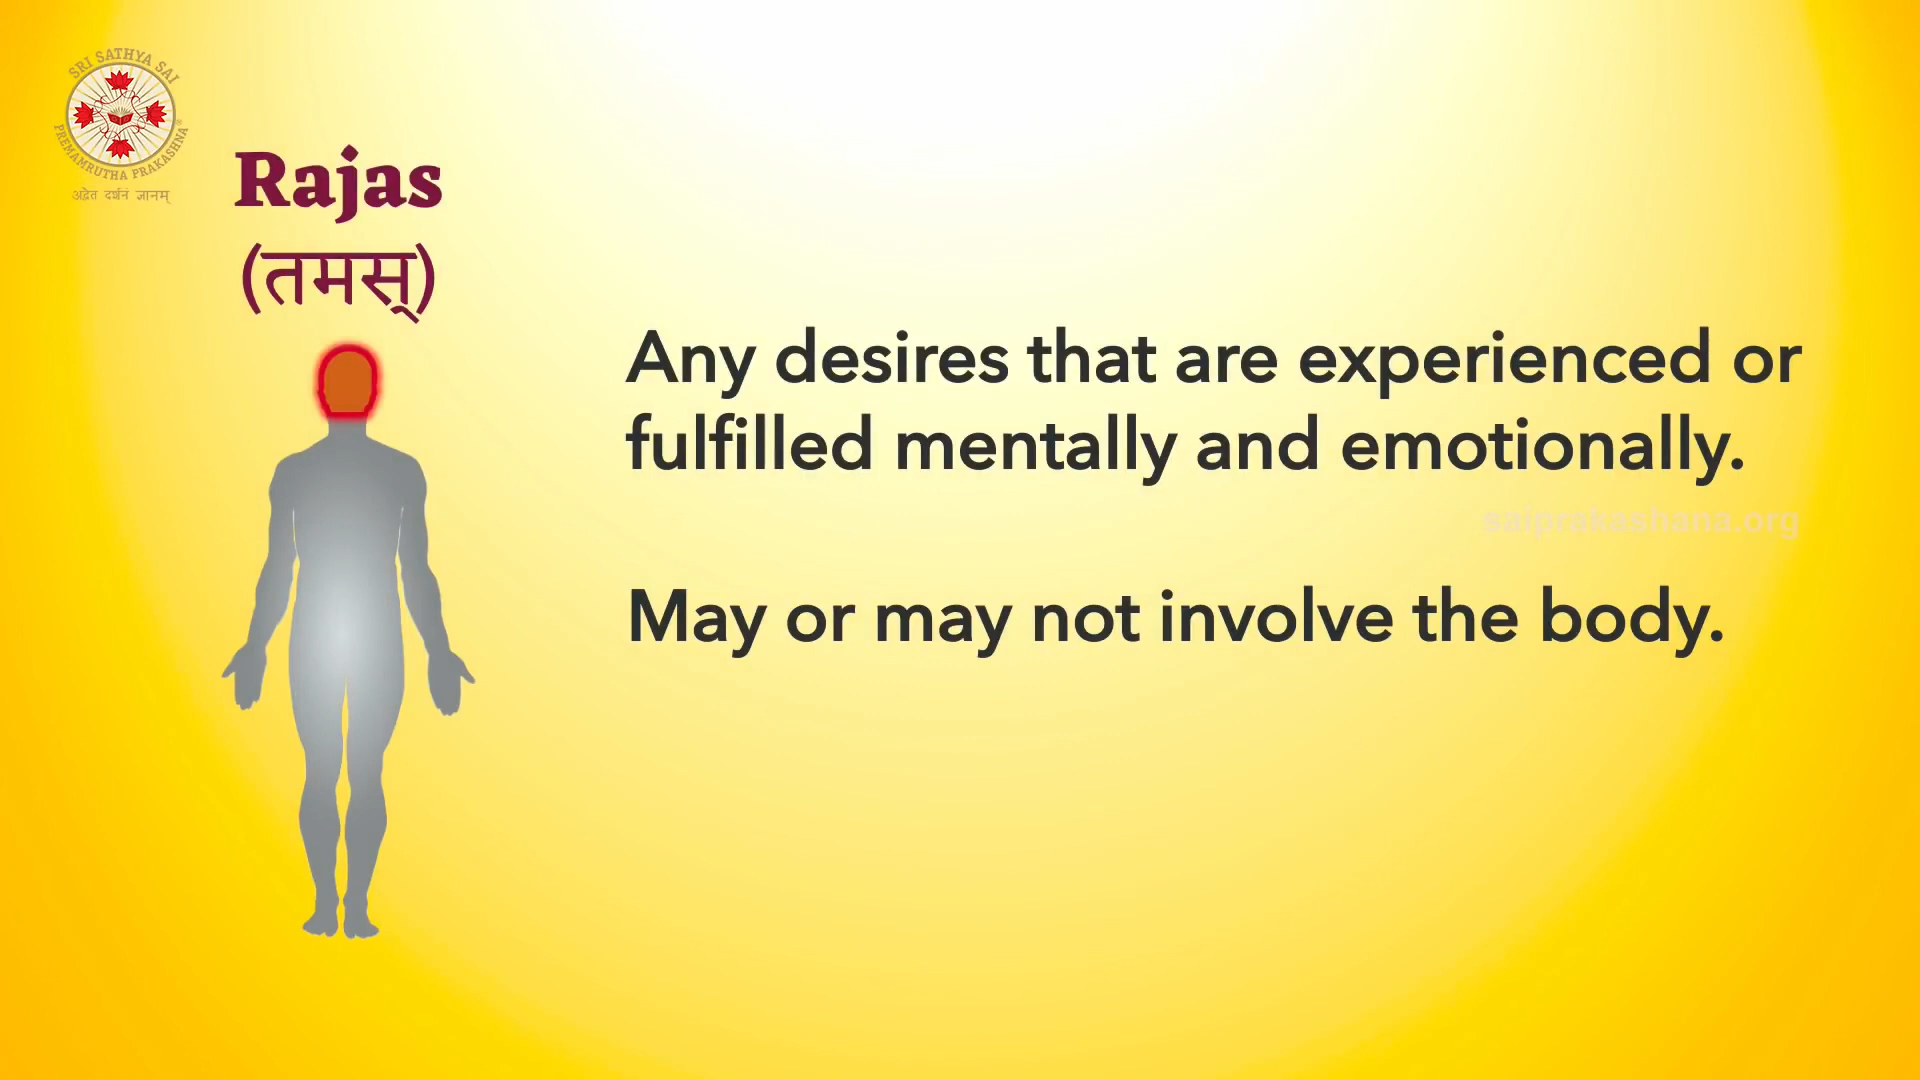 SRI SATHYA SAI
PREMAMRUTHA PRAKASHNA
अद्वैत दर्शनं ज्ञानम्
Rajas
(तमस्)
Any desires that are experienced or
fulfilled mentally and emotionally.
saiprakashana.org
May or may not involve the body.